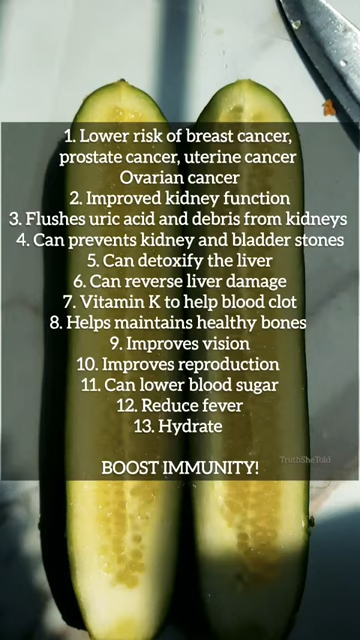 1. Lower risk of breast cancer,
prostate cancer, uterine cancer
Ovarian cancer
2. Improved kidney function
3. Flushes uric acid and debris from kidneys
4. Can prevents kidney and bladder stones
5. Can detoxify the liver
6. Can reverse liver damage
7. Vitamin K to help blood clot
8. Helps maintains healthy bones
9. Improves vision
10. Improves reproduction
11. Can lower blood sugar
12. Reduce fever
13. Hydrate
TruthSheTold
BOOST IMMUNITY!